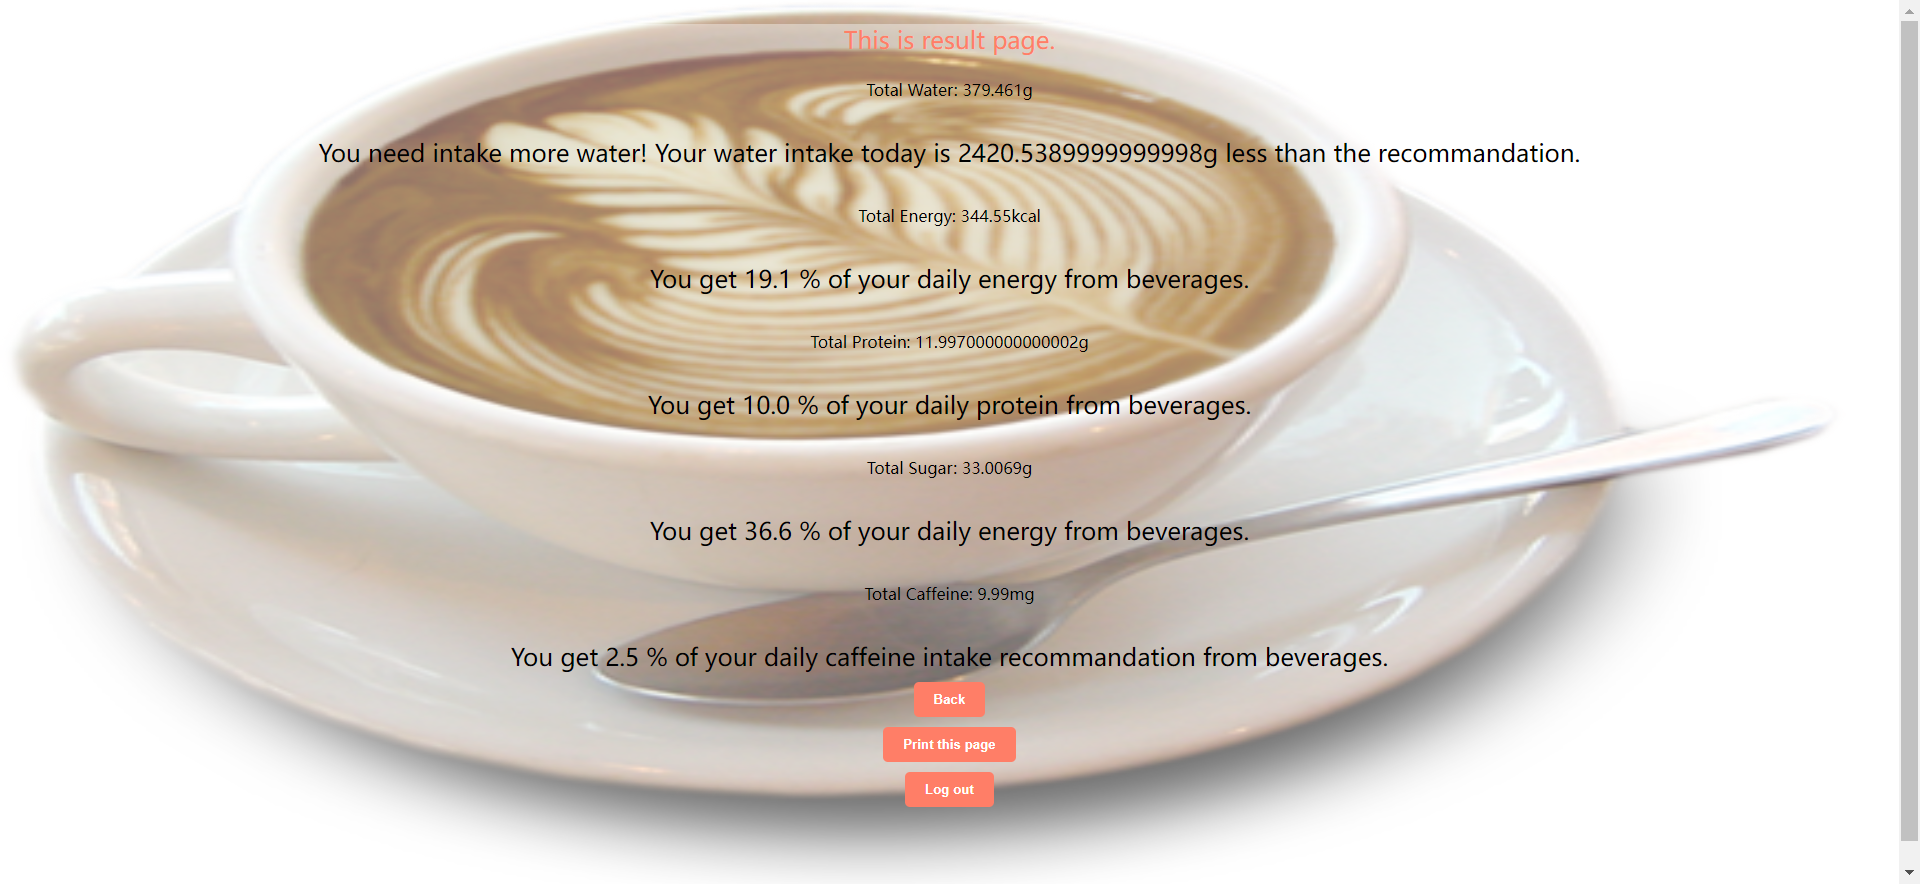 This is result page.
Total Water: 379.461g
You need intake more water! Your water intake today is 2420.5389999999998g less than the recommandation.
Total Energy: 344.55kcal
You get 19.1 % of your daily energy from beverages.
Total Protein: 11.997000000000002g
You get 10.0 % of your daily protein from beverages.
Total Sugar: 33.0069g
You get 36.6 % of your daily energy from beverages.
Total Caffeine: 9.99mg
You get 2.5 % of your daily caffeine intake recommandation from beverages.
Back
Print this page
Log out